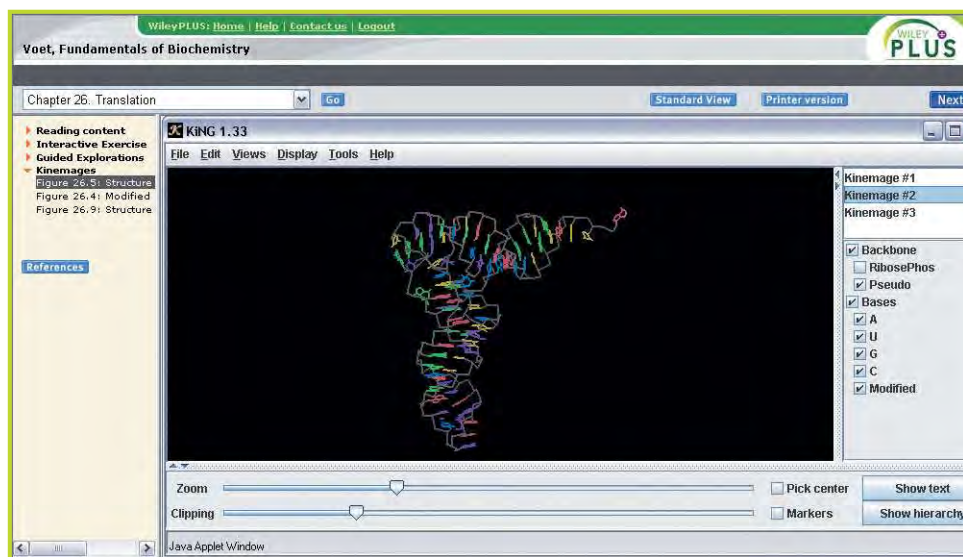 WileyPLUS: Home | Help | Contact us | Logout
Voet, Fundamentals of Biochemistry
WILEY
PLUS
Chapter 26. Translation
Go
Standard View
Printer version
Next
Reading content
Interactive Exercise
Guided Explorations
Kinemages
Figure 26.5: Structure
Figure 26.4: Modified
Figure 26.9: Structure
References
KiNG 1.33
File Edit Views Display Tools Help
Kinemage #1
Kinemage #2
Kinemage #3
Backbone
RibosePhos
Pseudo
Bases
A
U
G
C
Modified
Zoom
Pick center
Show text
Clipping
Markers
Show hierarchy
Java Applet Window